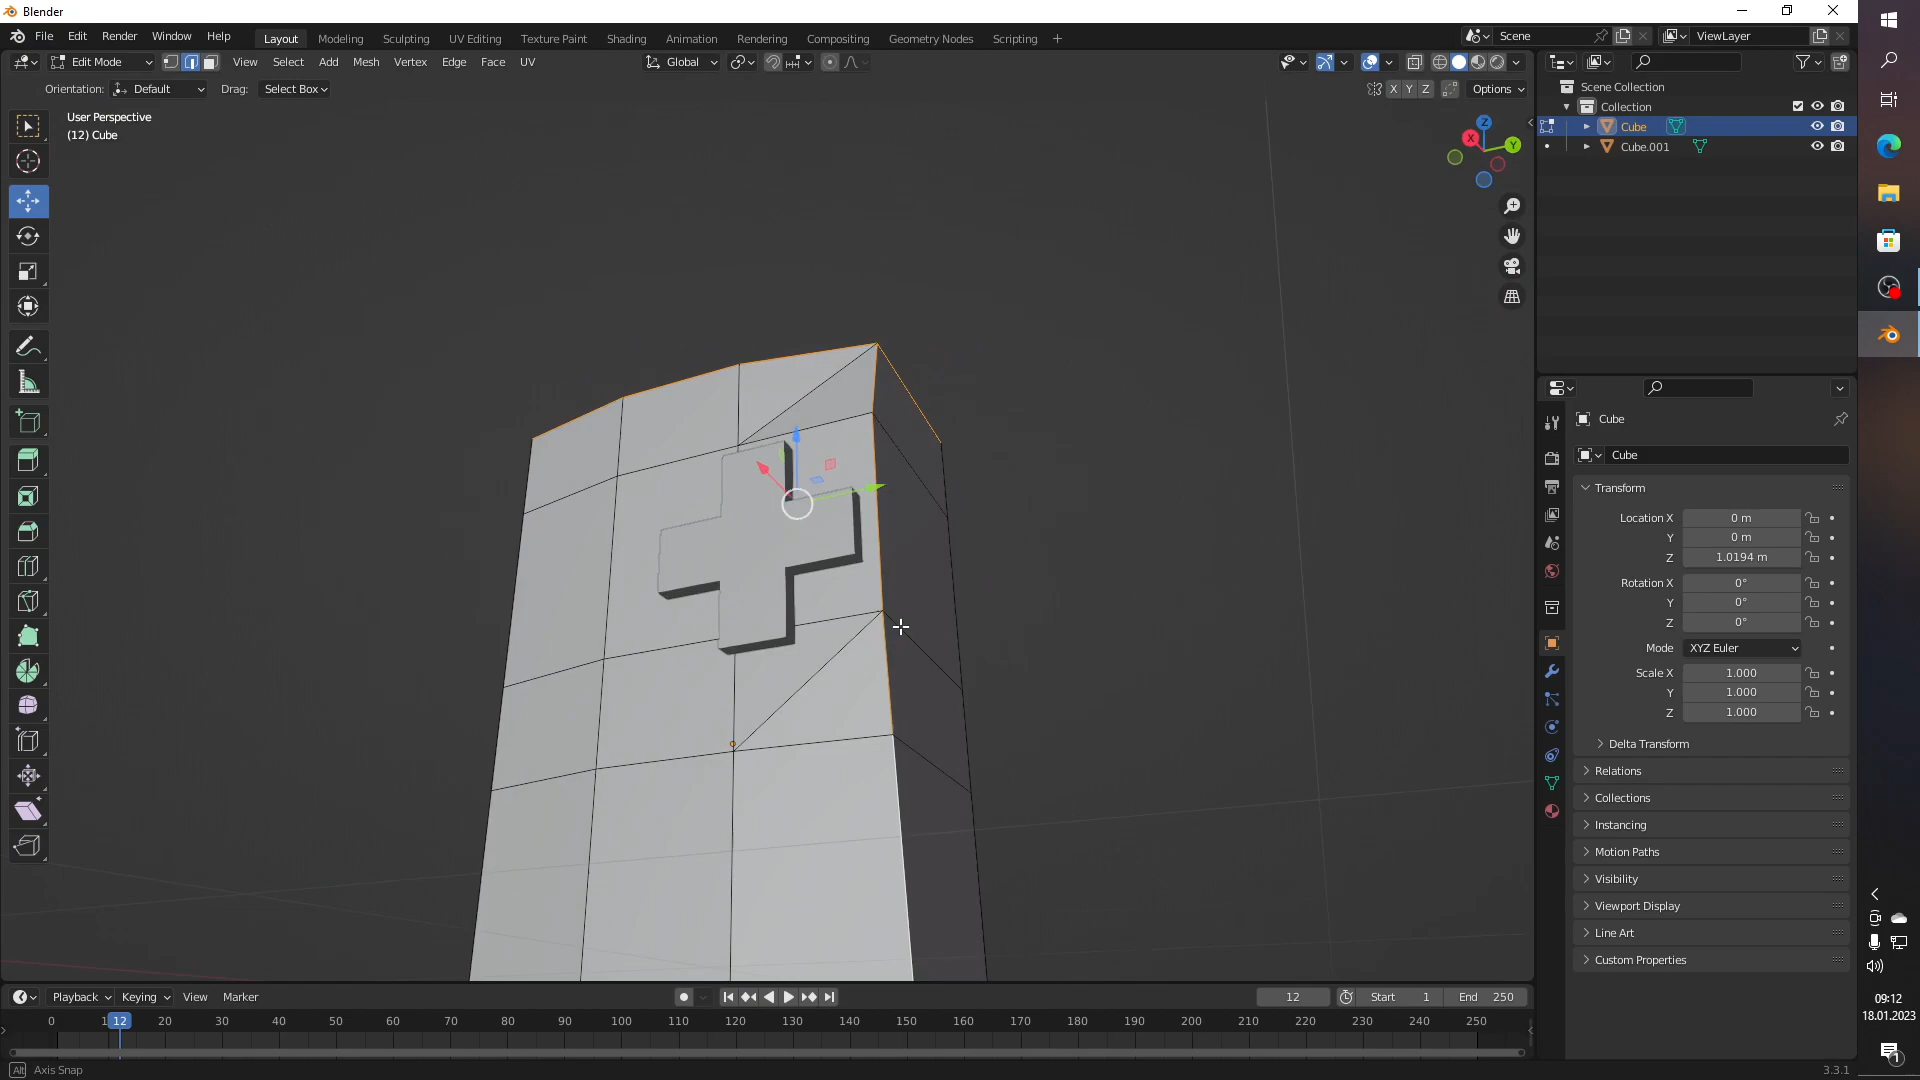 Blender
File Edit Render Window Help
Layout Modeling Sculpting UV Editing Texture Paint Shading Animation Rendering Compositing Geometry Nodes Scripting +
Scene
ViewLayer
Edit Mode
View Select Add Mesh Vertex Edge Face UV
Global
Orientation: Default Drag: Select Box
X Y Z
Options
User Perspective
(12) Cube
Z
X
Y
Scene Collection
Collection
Cube
Cube.001
Cube
Cube
Transform
Location X 0 m
Y 0 m
Z 1.0194 m
Rotation X 0°
Y 0°
Z 0°
Mode XYZ Euler
Scale X 1.000
Y 1.000
Z 1.000
Delta Transform
Relations
Collections
Instancing
Motion Paths
Visibility
Viewport Display
Line Art
Custom Properties
Playback Keying View Marker
12 Start 1 End 250
0 1 12 20 30 40 50 60 70 80 90 100 110 120 130 140 150 160 170 180 190 200 210 220 230 240 250
Alt Axis Snap
3.3.1
09:12
18.01.2023
1